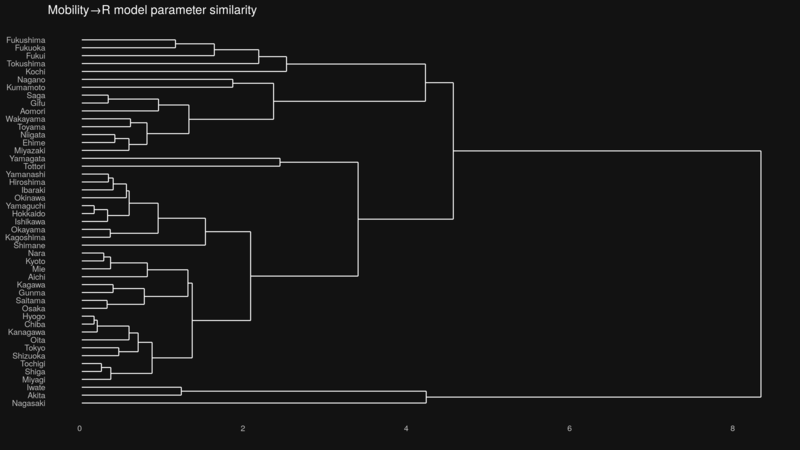 Mobility→R model parameter similarity
Fukushima
Fukuoka
Fukui
Tokushima
Kochi
Nagano
Kumamoto
Saga
Gifu
Aomori
Wakayama
Toyama
Niigata
Ehime
Miyazaki
Yamagata
Tottori
Yamanashi
Hiroshima
Ibaraki
Okinawa
Yamaguchi
Hokkaido
Ishikawa
Okayama
Kagoshima
Shimane
Nara
Kyoto
Mie
Aichi
Kagawa
Gunma
Saitama
Osaka
Hyogo
Chiba
Kanagawa
Oita
Tokyo
Shizuoka
Tochigi
Shiga
Miyagi
Iwate
Akita
Nagasaki
0 2 4 6 8